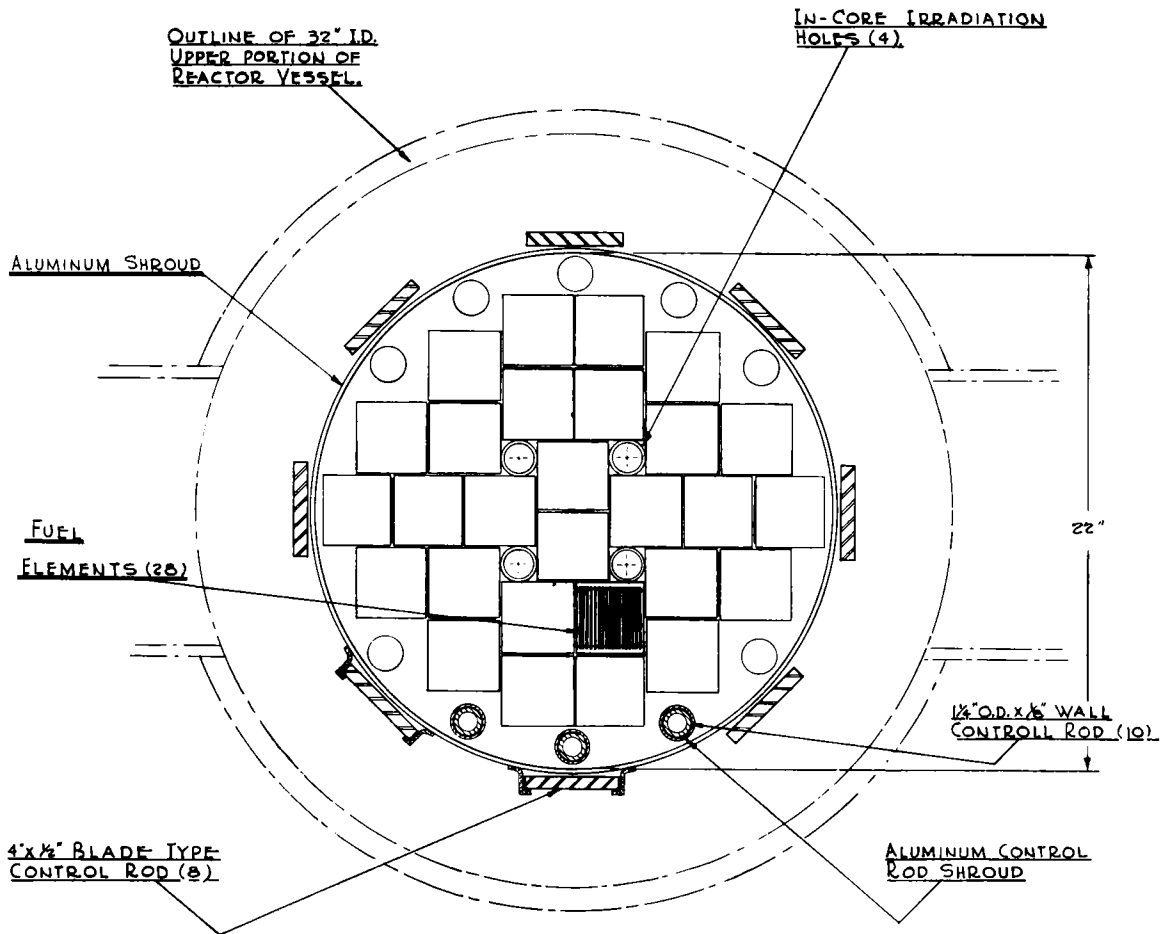 IN-CORE IRRADIATION
HOLES (4).
OUTLINE OF 32" I.D.
UPPER PORTION OF
REACTOR VESSEL.
ALUMINUM SHROUD
22"
FUEL
ELEMENTS (28)
1¼" O.D. x ⅛" WALL
CONTROLL ROD (10)
4" x ½" BLADE TYPE
CONTROL ROD (8)
ALUMINUM CONTROL
ROD SHROUD